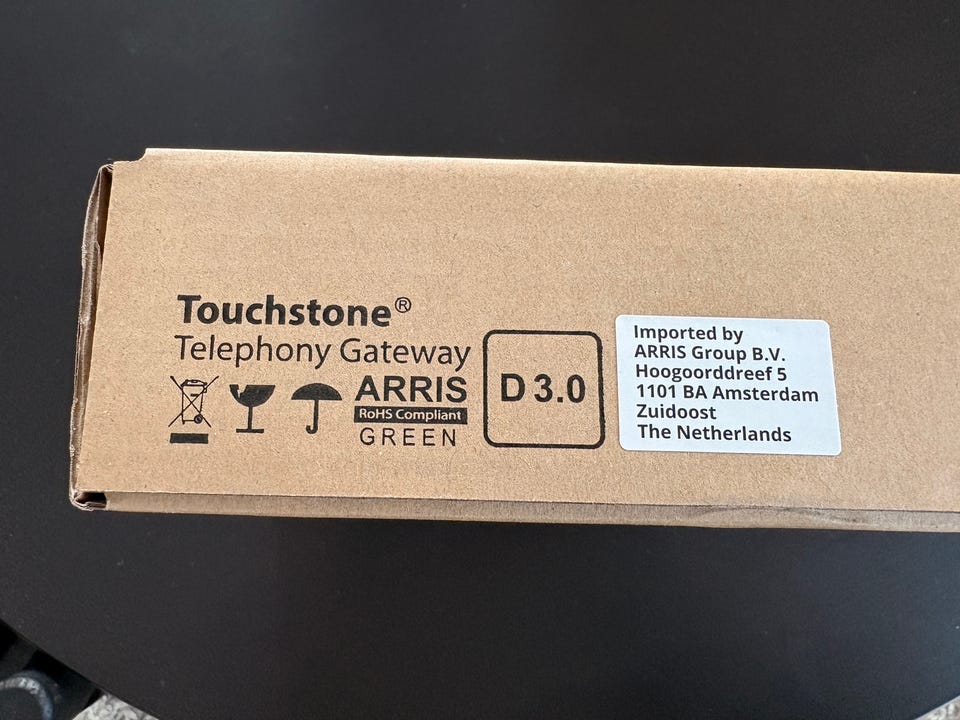 Touchstone®
Telephony Gateway
ARRIS
RoHS Compliant
GREEN
D 3.0
Imported by
ARRIS Group B.V.
Hoogoorddreef 5
1101 BA Amsterdam
Zuidoost
The Netherlands